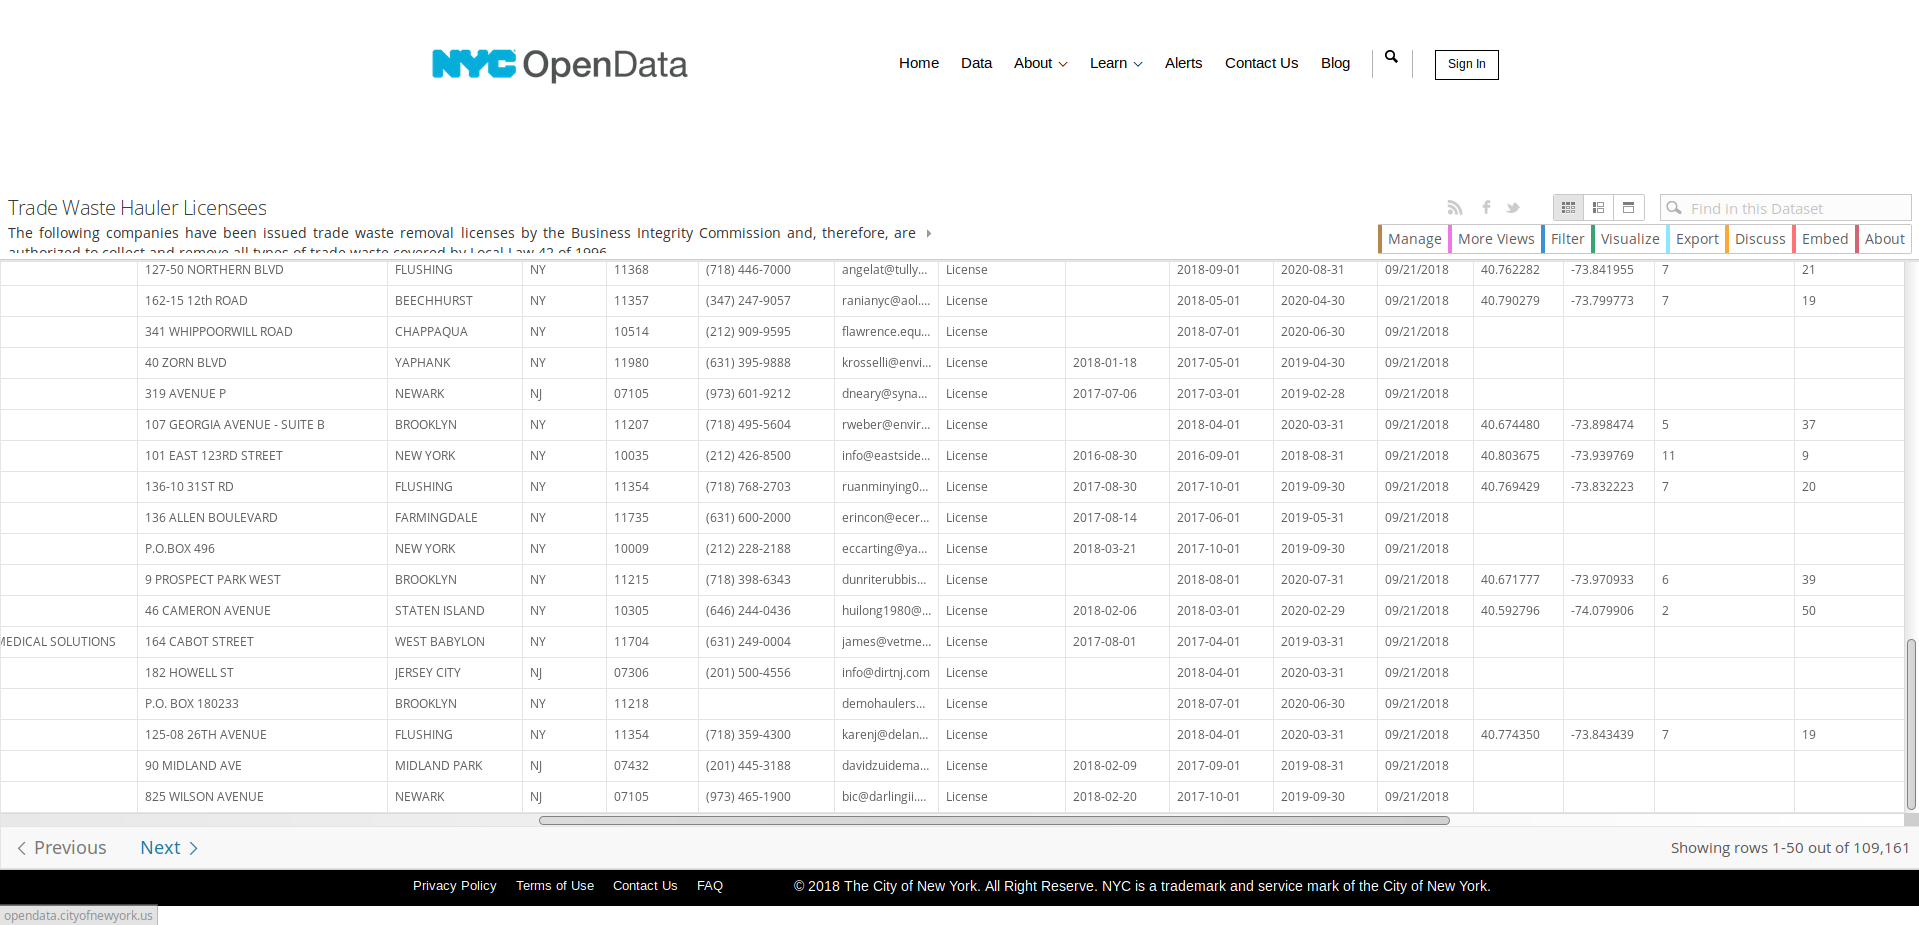 NYC OpenData
Home Data About Learn Alerts Contact Us Blog Sign In
Trade Waste Hauler Licensees
Find in this Dataset
The following companies have been issued trade waste removal licenses by the Business Integrity Commission and, therefore, are
authorized to collect and remove all types of trade waste covered by Local Law 42 of 1996
Manage More Views Filter Visualize Export Discuss Embed About
127-50 NORTHERN BLVD FLUSHING NY 11368 (718) 446-7000 angelat@tully... License 2018-09-01 2020-08-31 09/21/2018 40.762282 -73.841955 7 21
162-15 12th ROAD BEECHHURST NY 11357 (347) 247-9057 ranianyc@aol.... License 2018-05-01 2020-04-30 09/21/2018 40.790279 -73.799773 7 19
341 WHIPPOORWILL ROAD CHAPPAQUA NY 10514 (212) 909-9595 flawrence.equ... License 2018-07-01 2020-06-30 09/21/2018
40 ZORN BLVD YAPHANK NY 11980 (631) 395-9888 krosselli@envi... License 2018-01-18 2017-05-01 2019-04-30 09/21/2018
319 AVENUE P NEWARK NJ 07105 (973) 601-9212 dneary@syna... License 2017-07-06 2017-03-01 2019-02-28 09/21/2018
107 GEORGIA AVENUE - SUITE B BROOKLYN NY 11207 (718) 495-5604 rweber@envir... License 2018-04-01 2020-03-31 09/21/2018 40.674480 -73.898474 5 37
101 EAST 123RD STREET NEW YORK NY 10035 (212) 426-8500 info@eastside... License 2016-08-30 2016-09-01 2018-08-31 09/21/2018 40.803675 -73.939769 11 9
136-10 31ST RD FLUSHING NY 11354 (718) 768-2703 ruanminying0... License 2017-08-30 2017-10-01 2019-09-30 09/21/2018 40.769429 -73.832223 7 20
136 ALLEN BOULEVARD FARMINGDALE NY 11735 (631) 600-2000 erincon@ecer... License 2017-08-14 2017-06-01 2019-05-31 09/21/2018
P.O.BOX 496 NEW YORK NY 10009 (212) 228-2188 eccarting@ya... License 2018-03-21 2017-10-01 2019-09-30 09/21/2018
9 PROSPECT PARK WEST BROOKLYN NY 11215 (718) 398-6343 dunriterubbis... License 2018-08-01 2020-07-31 09/21/2018 40.671777 -73.970933 6 39
46 CAMERON AVENUE STATEN ISLAND NY 10305 (646) 244-0436 huilong1980@... License 2018-02-06 2018-03-01 2020-02-29 09/21/2018 40.592796 -74.079906 2 50
MEDICAL SOLUTIONS 164 CABOT STREET WEST BABYLON NY 11704 (631) 249-0004 james@vetme... License 2017-08-01 2017-04-01 2019-03-31 09/21/2018
182 HOWELL ST JERSEY CITY NJ 07306 (201) 500-4556 info@dirtnj.com License 2018-04-01 2020-03-31 09/21/2018
P.O. BOX 180233 BROOKLYN NY 11218 demohaulers... License 2018-07-01 2020-06-30 09/21/2018
125-08 26TH AVENUE FLUSHING NY 11354 (718) 359-4300 karenj@delan... License 2018-04-01 2020-03-31 09/21/2018 40.774350 -73.843439 7 19
90 MIDLAND AVE MIDLAND PARK NJ 07432 (201) 445-3188 davidzuidema... License 2018-02-09 2017-09-01 2019-08-31 09/21/2018
825 WILSON AVENUE NEWARK NJ 07105 (973) 465-1900 bic@darlingii.... License 2018-02-20 2017-10-01 2019-09-30 09/21/2018
Previous Next Showing rows 1-50 out of 109,161
Privacy Policy Terms of Use Contact Us FAQ © 2018 The City of New York. All Right Reserve. NYC is a trademark and service mark of the City of New York.
opendata.cityofnewyork.us